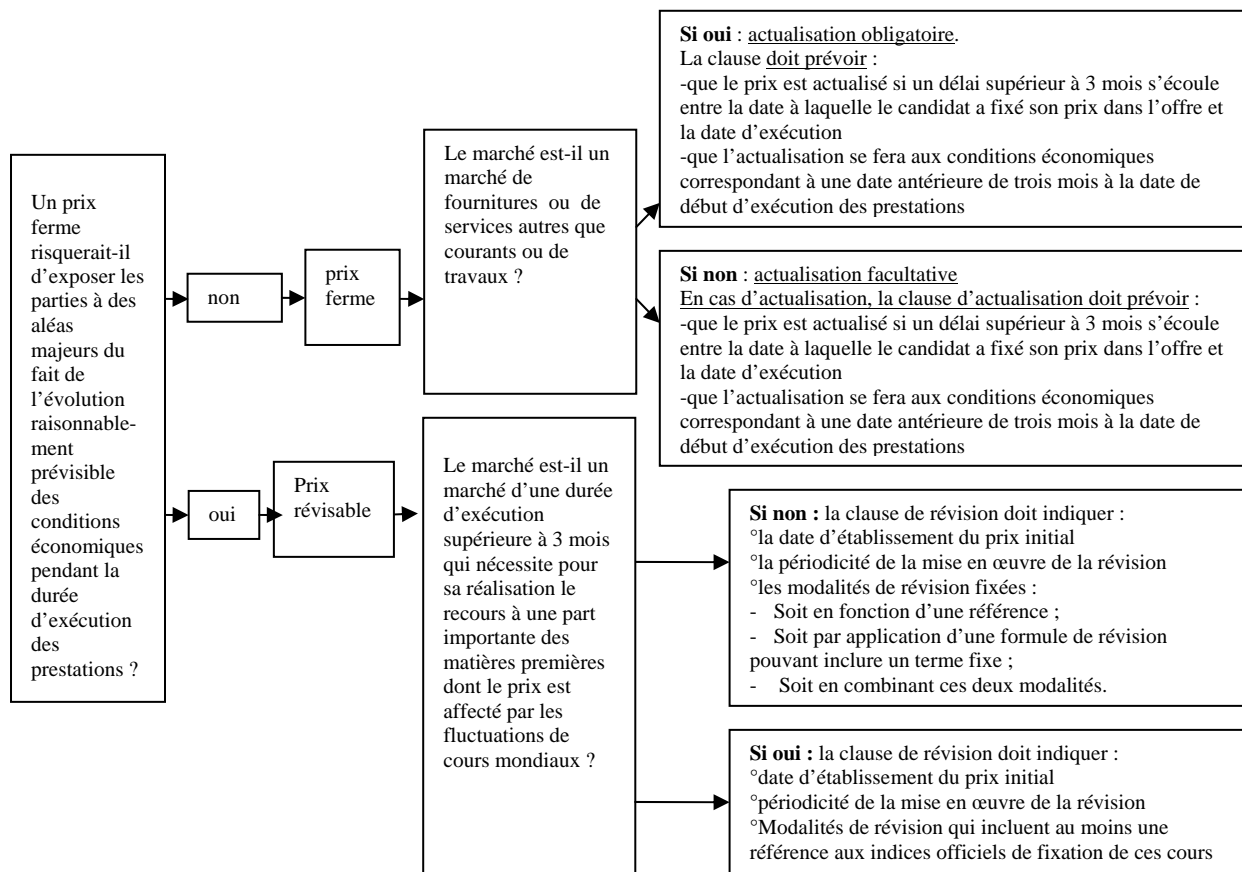 Un prix
ferme
risquerait-il
d’exposer les
parties à des
aléas
majeurs du
fait de
l’évolution
raisonnable-
ment
prévisible
des
conditions
économiques
pendant la
durée
d’exécution
des
prestations ?
non
prix
ferme
Le marché est-il un
marché de
fournitures ou de
services autres que
courants ou de
travaux ?
Si oui : actualisation obligatoire.
La clause doit prévoir :
-que le prix est actualisé si un délai supérieur à 3 mois s’écoule
entre la date à laquelle le candidat a fixé son prix dans l’offre et
la date d’exécution
-que l’actualisation se fera aux conditions économiques
correspondant à une date antérieure de trois mois à la date de
début d’exécution des prestations
Si non : actualisation facultative
En cas d’actualisation, la clause d’actualisation doit prévoir :
-que le prix est actualisé si un délai supérieur à 3 mois s’écoule
entre la date à laquelle le candidat a fixé son prix dans l’offre et
la date d’exécution
-que l’actualisation se fera aux conditions économiques
correspondant à une date antérieure de trois mois à la date de
début d’exécution des prestations
oui
Prix
révisable
Le marché est-il un
marché d’une durée
d’exécution
supérieure à 3 mois
qui nécessite pour
sa réalisation le
recours à une part
importante des
matières premières
dont le prix est
affecté par les
fluctuations de
cours mondiaux ?
Si non : la clause de révision doit indiquer :
°la date d’établissement du prix initial
°la périodicité de la mise en œuvre de la révision
°les modalités de révision fixées :
- Soit en fonction d’une référence ;
- Soit par application d’une formule de révision
pouvant inclure un terme fixe ;
- Soit en combinant ces deux modalités.
Si oui : la clause de révision doit indiquer :
°date d’établissement du prix initial
°périodicité de la mise en œuvre de la révision
°Modalités de révision qui incluent au moins une
référence aux indices officiels de fixation de ces cours